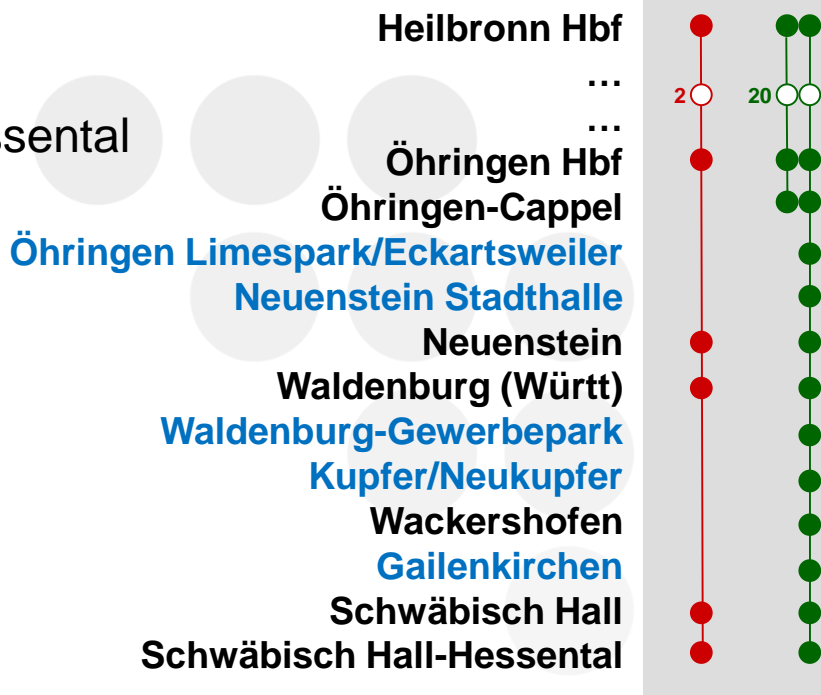 Heilbronn Hbf
…
2 20
ssental
…
Öhringen Hbf
Öhringen-Cappel
Öhringen Limespark/Eckartsweiler
Neuenstein Stadthalle
Neuenstein
Waldenburg (Württ)
Waldenburg-Gewerbepark
Kupfer/Neukupfer
Wackershofen
Gailenkirchen
Schwäbisch Hall
Schwäbisch Hall-Hessental